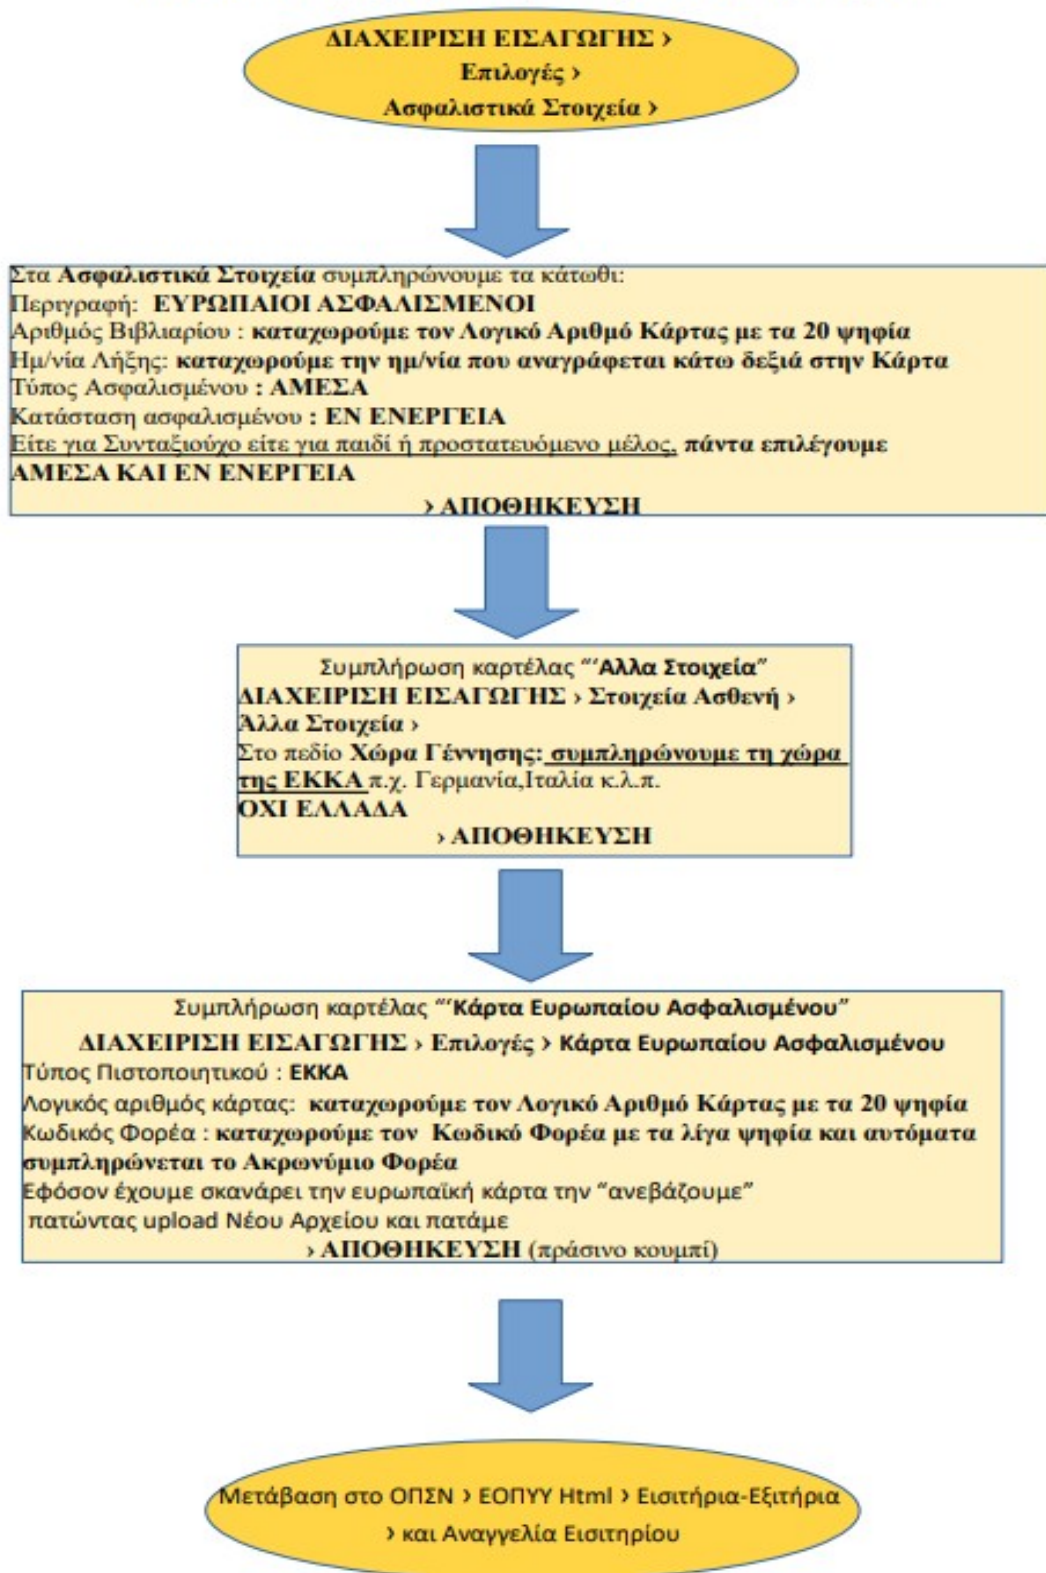 ΔΙΑΧΕΙΡΙΣΗ ΕΙΣΑΓΩΓΗΣ ›
Επιλογές ›
Ασφαλιστικά Στοιχεία ›
Στα Ασφαλιστικά Στοιχεία συμπληρώνουμε τα κάτωθι:
Περιγραφή: ΕΥΡΩΠΑΙΟΙ ΑΣΦΑΛΙΣΜΕΝΟΙ
Αριθμός Βιβλιαρίου : καταχωρούμε τον Λογικό Αριθμό Κάρτας με τα 20 ψηφία
Ημ/νία Λήξης: καταχωρούμε την ημ/νία που αναγράφεται κάτω δεξιά στην Κάρτα
Τύπος Ασφαλισμένου : ΑΜΕΣΑ
Κατάσταση ασφαλισμένου : ΕΝ ΕΝΕΡΓΕΙΑ
Είτε για Συνταξιούχο είτε για παιδί ή προστατευόμενο μέλος, πάντα επιλέγουμε
ΑΜΕΣΑ ΚΑΙ ΕΝ ΕΝΕΡΓΕΙΑ
› ΑΠΟΘΗΚΕΥΣΗ
Συμπλήρωση καρτέλας "'Αλλα Στοιχεία"
ΔΙΑΧΕΙΡΙΣΗ ΕΙΣΑΓΩΓΗΣ › Στοιχεία Ασθενή ›
Άλλα Στοιχεία ›
Στο πεδίο Χώρα Γέννησης: συμπληρώνουμε τη χώρα
της ΕΚΚΑ π.χ. Γερμανία,Ιταλία κ.λ.π.
ΟΧΙ ΕΛΛΑΔΑ
› ΑΠΟΘΗΚΕΥΣΗ
Συμπλήρωση καρτέλας "'Κάρτα Ευρωπαίου Ασφαλισμένου"
ΔΙΑΧΕΙΡΙΣΗ ΕΙΣΑΓΩΓΗΣ › Επιλογές › Κάρτα Ευρωπαίου Ασφαλισμένου
Τύπος Πιστοποιητικού : ΕΚΚΑ
Λογικός αριθμός κάρτας: καταχωρούμε τον Λογικό Αριθμό Κάρτας με τα 20 ψηφία
Κωδικός Φορέα : καταχωρούμε τον Κωδικό Φορέα με τα λίγα ψηφία και αυτόματα
συμπληρώνεται το Ακρωνύμιο Φορέα
Εφόσον έχουμε σκανάρει την ευρωπαϊκή κάρτα την "ανεβάζουμε"
πατώντας upload Νέου Αρχείου και πατάμε
› ΑΠΟΘΗΚΕΥΣΗ (πράσινο κουμπί)
Μετάβαση στο ΟΠΣΝ › ΕΟΠΥΥ Html › Εισιτήρια-Εξιτήρια
› και Αναγγελία Εισιτηρίου